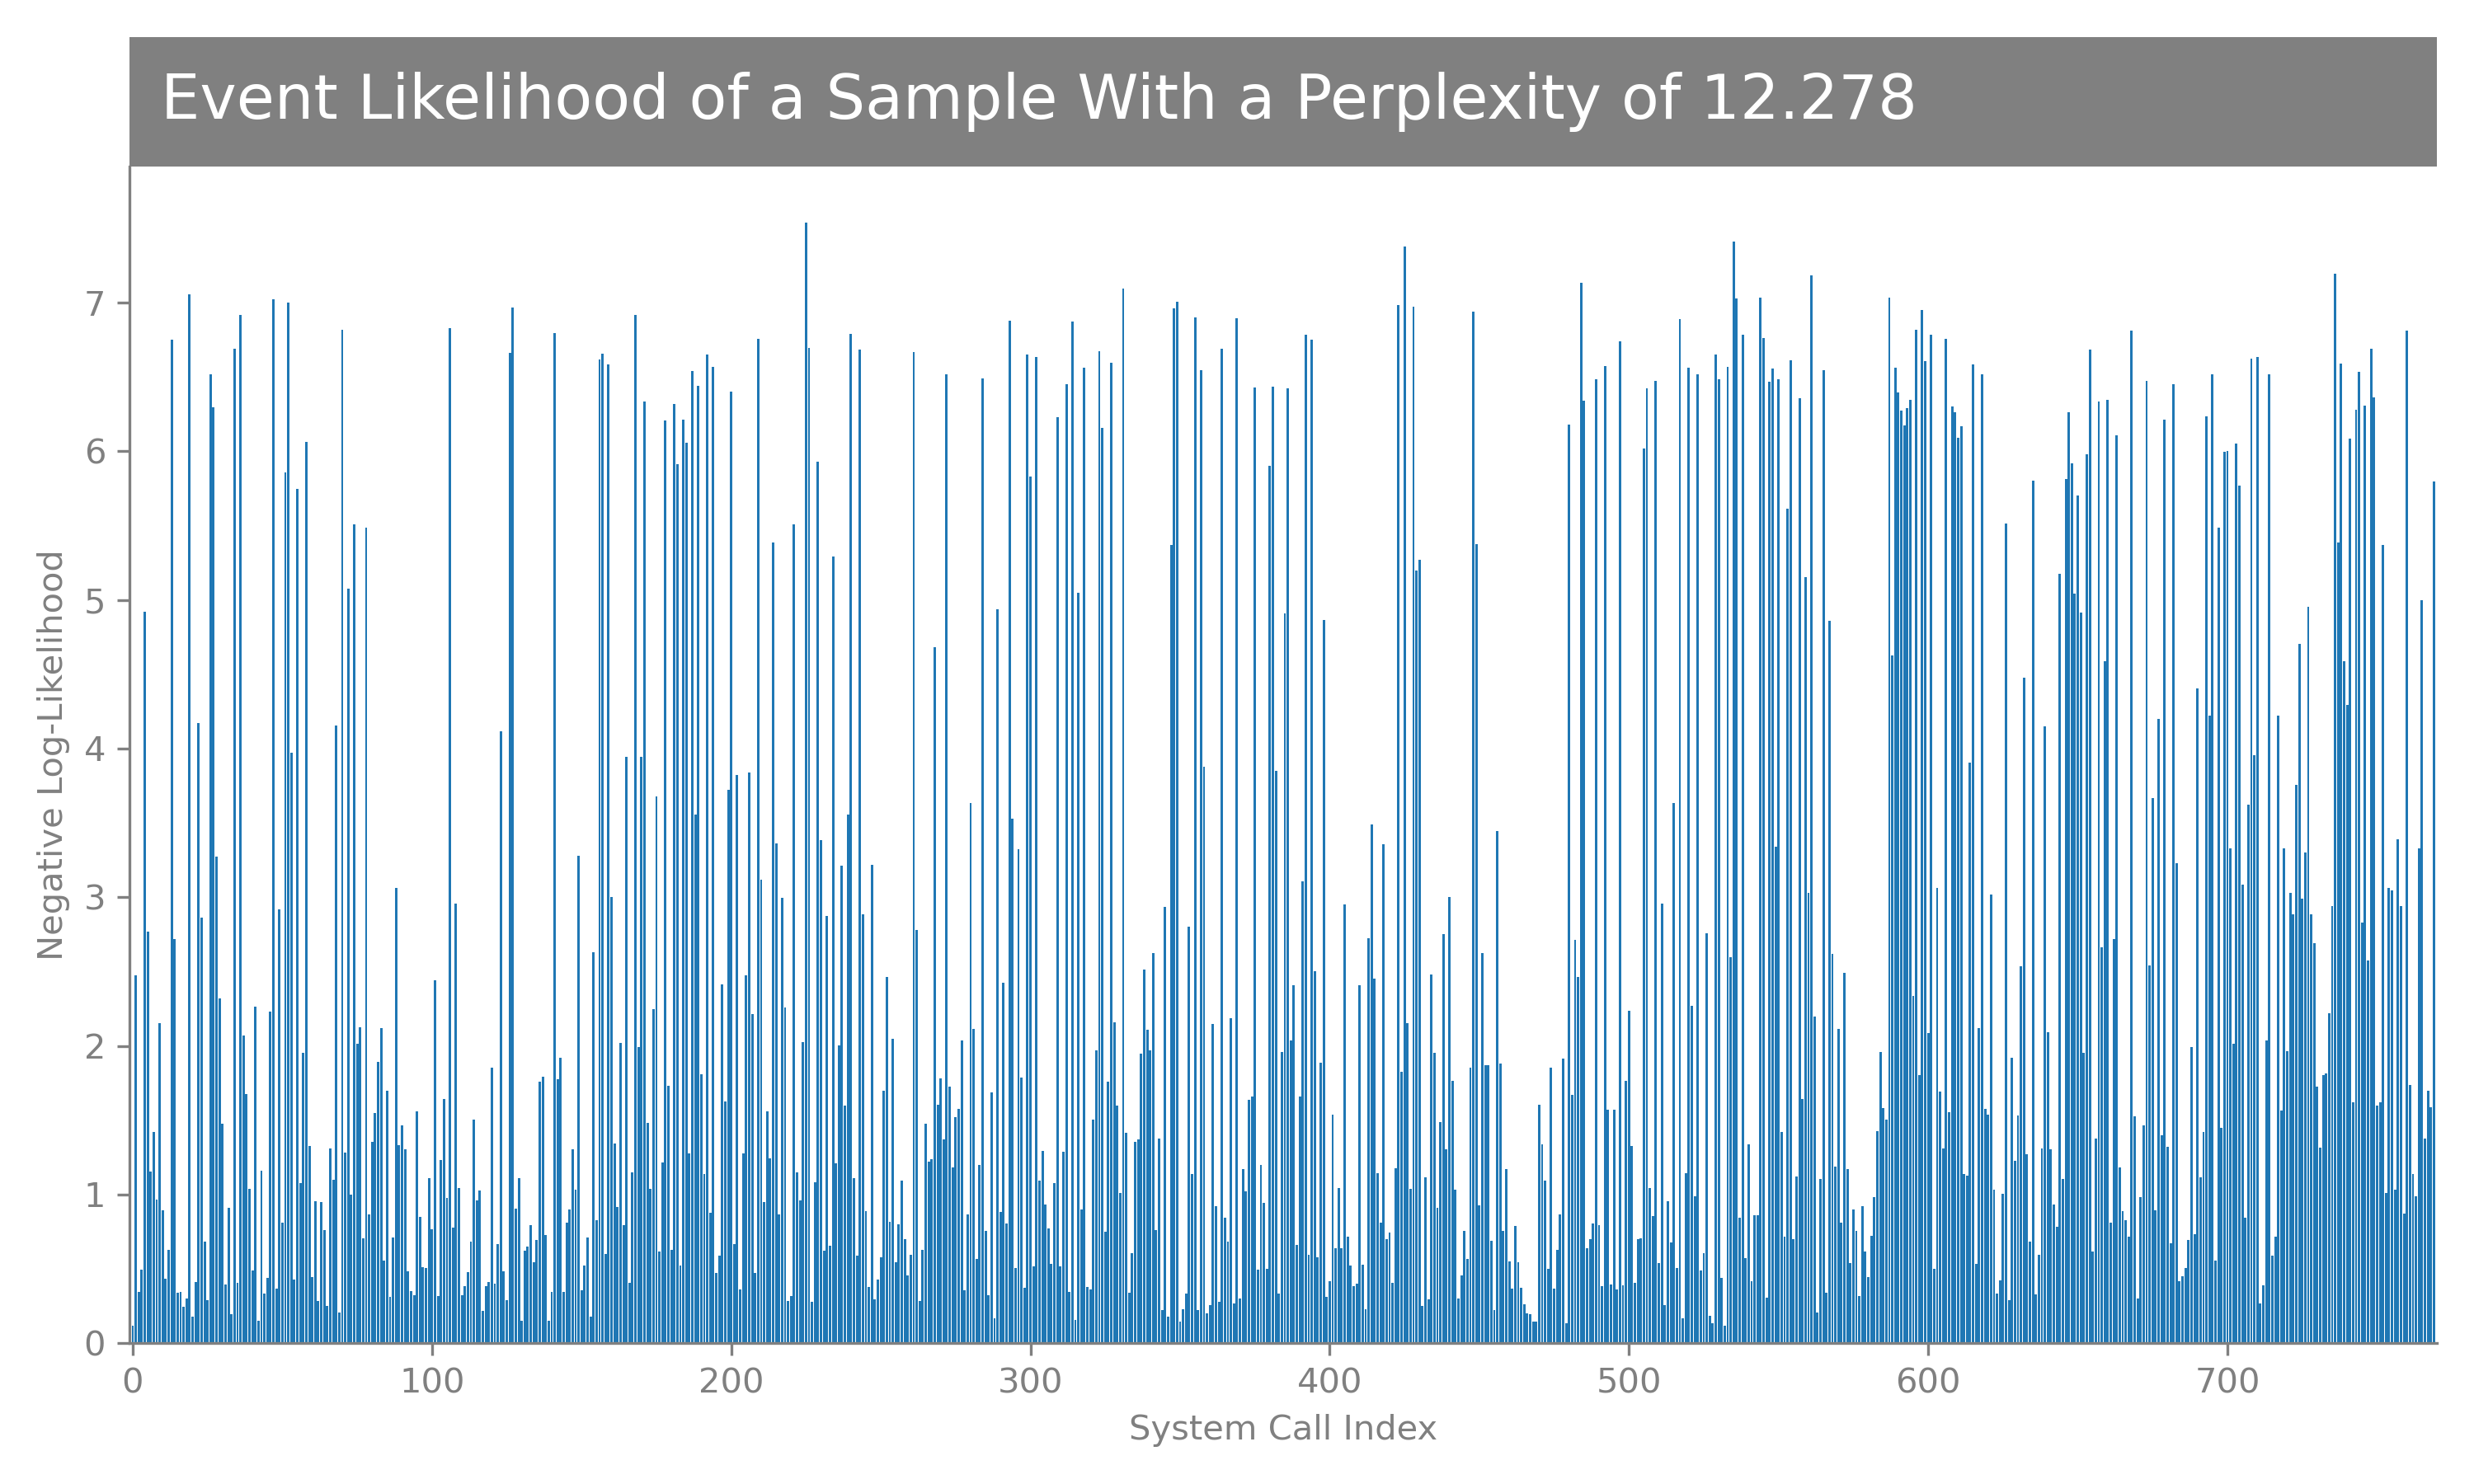 Event Likelihood of a Sample With a Perplexity of 12.278
7
6
5
4
3
2
1
0
Negative Log-Likelihood
0 100 200 300 400 500 600 700
System Call Index